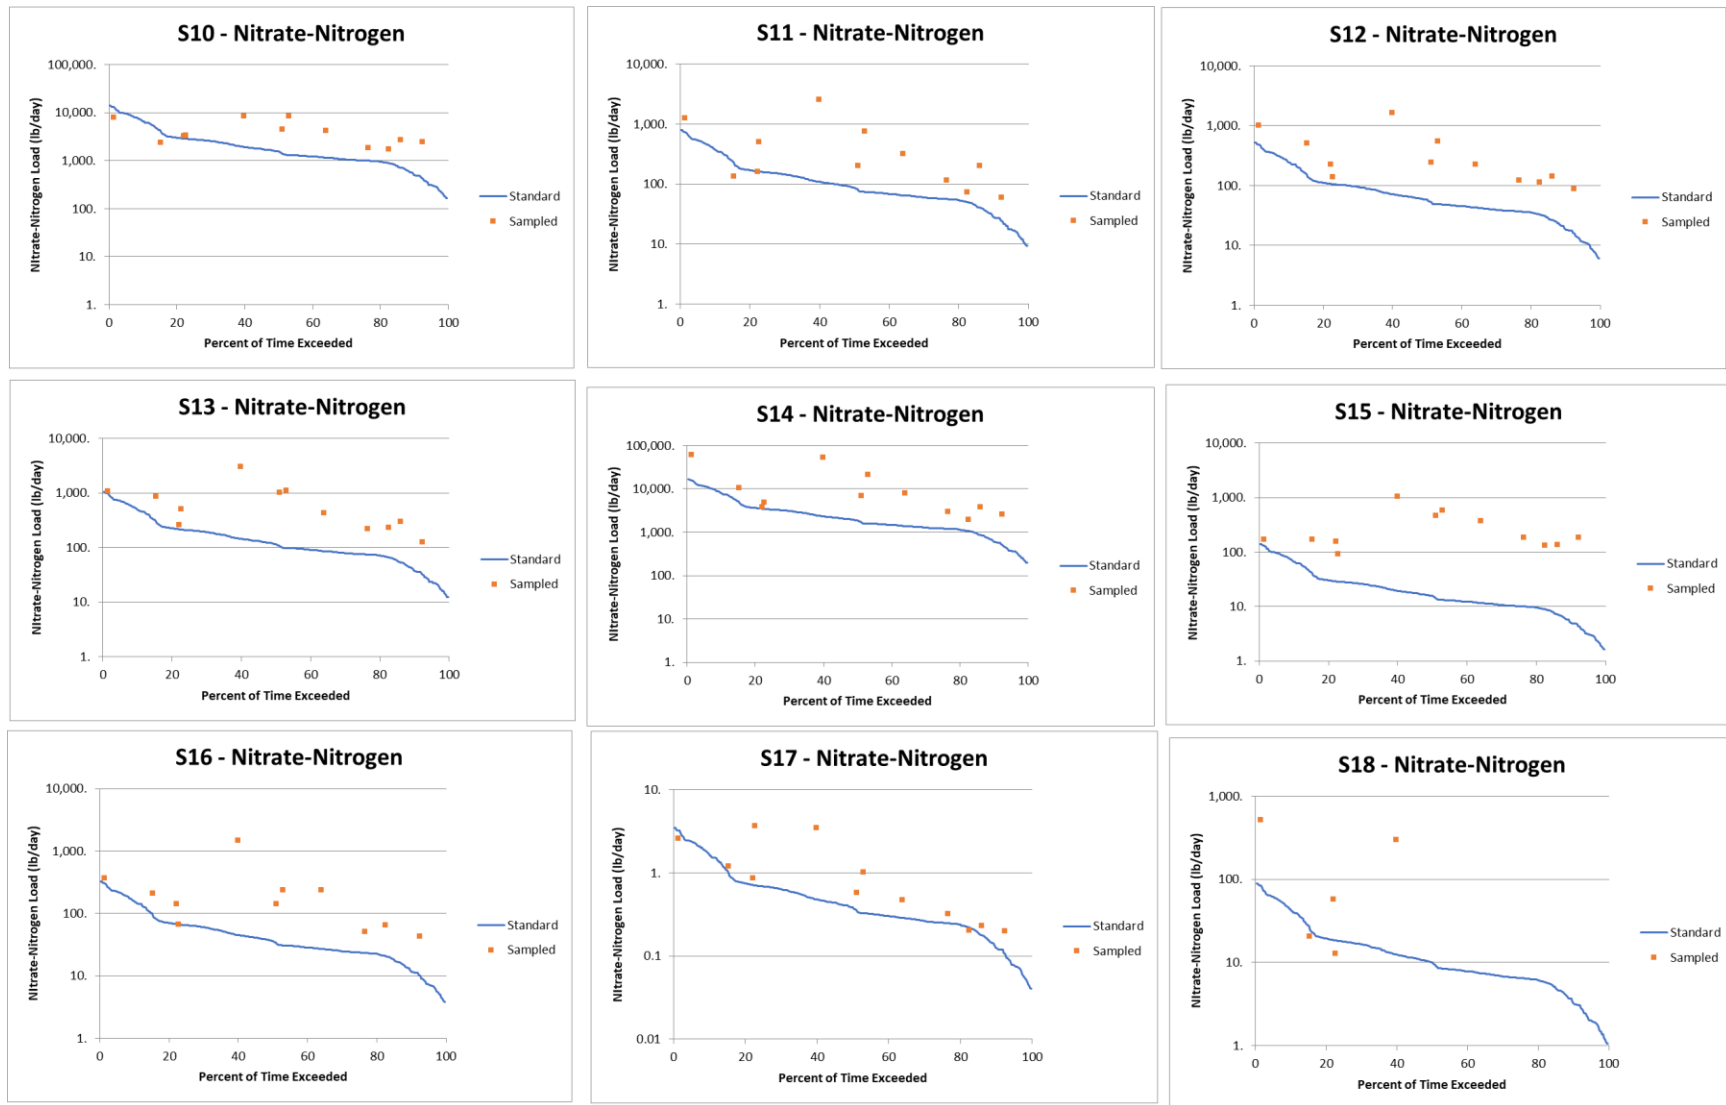 S10 - Nitrate-Nitrogen
100,000.
10,000.
1,000.
100.
10.
1.
0 20 40 60 80 100
NItrate-Nitrogen Load (lb/day)
Percent of Time Exceeded
Standard
Sampled
S11 - Nitrate-Nitrogen
10,000.
1,000.
100.
10.
1.
0 20 40 60 80 100
NItrate-Nitrogen Load (lb/day)
Percent of Time Exceeded
Standard
Sampled
S12 - Nitrate-Nitrogen
10,000.
1,000.
100.
10.
1.
0 20 40 60 80 100
NItrate-Nitrogen Load (lb/day)
Percent of Time Exceeded
Standard
Sampled
S13 - Nitrate-Nitrogen
10,000.
1,000.
100.
10.
1.
0 20 40 60 80 100
NItrate-Nitrogen Load (lb/day)
Percent of Time Exceeded
Standard
Sampled
S14 - Nitrate-Nitrogen
100,000.
10,000.
1,000.
100.
10.
1.
0 20 40 60 80 100
NItrate-Nitrogen Load (lb/day)
Percent of Time Exceeded
Standard
Sampled
S15 - Nitrate-Nitrogen
10,000.
1,000.
100.
10.
1.
0 20 40 60 80 100
NItrate-Nitrogen Load (lb/day)
Percent of Time Exceeded
Standard
Sampled
S16 - Nitrate-Nitrogen
10,000.
1,000.
100.
10.
1.
0 20 40 60 80 100
NItrate-Nitrogen Load (lb/day)
Percent of Time Exceeded
Standard
Sampled
S17 - Nitrate-Nitrogen
10.
1.
0.1
0.01
0 20 40 60 80 100
NItrate-Nitrogen Load (lb/day)
Percent of Time Exceeded
Standard
Sampled
S18 - Nitrate-Nitrogen
1,000.
100.
10.
1.
0 20 40 60 80 100
NItrate-Nitrogen Load (lb/day)
Percent of Time Exceeded
Standard
Sampled